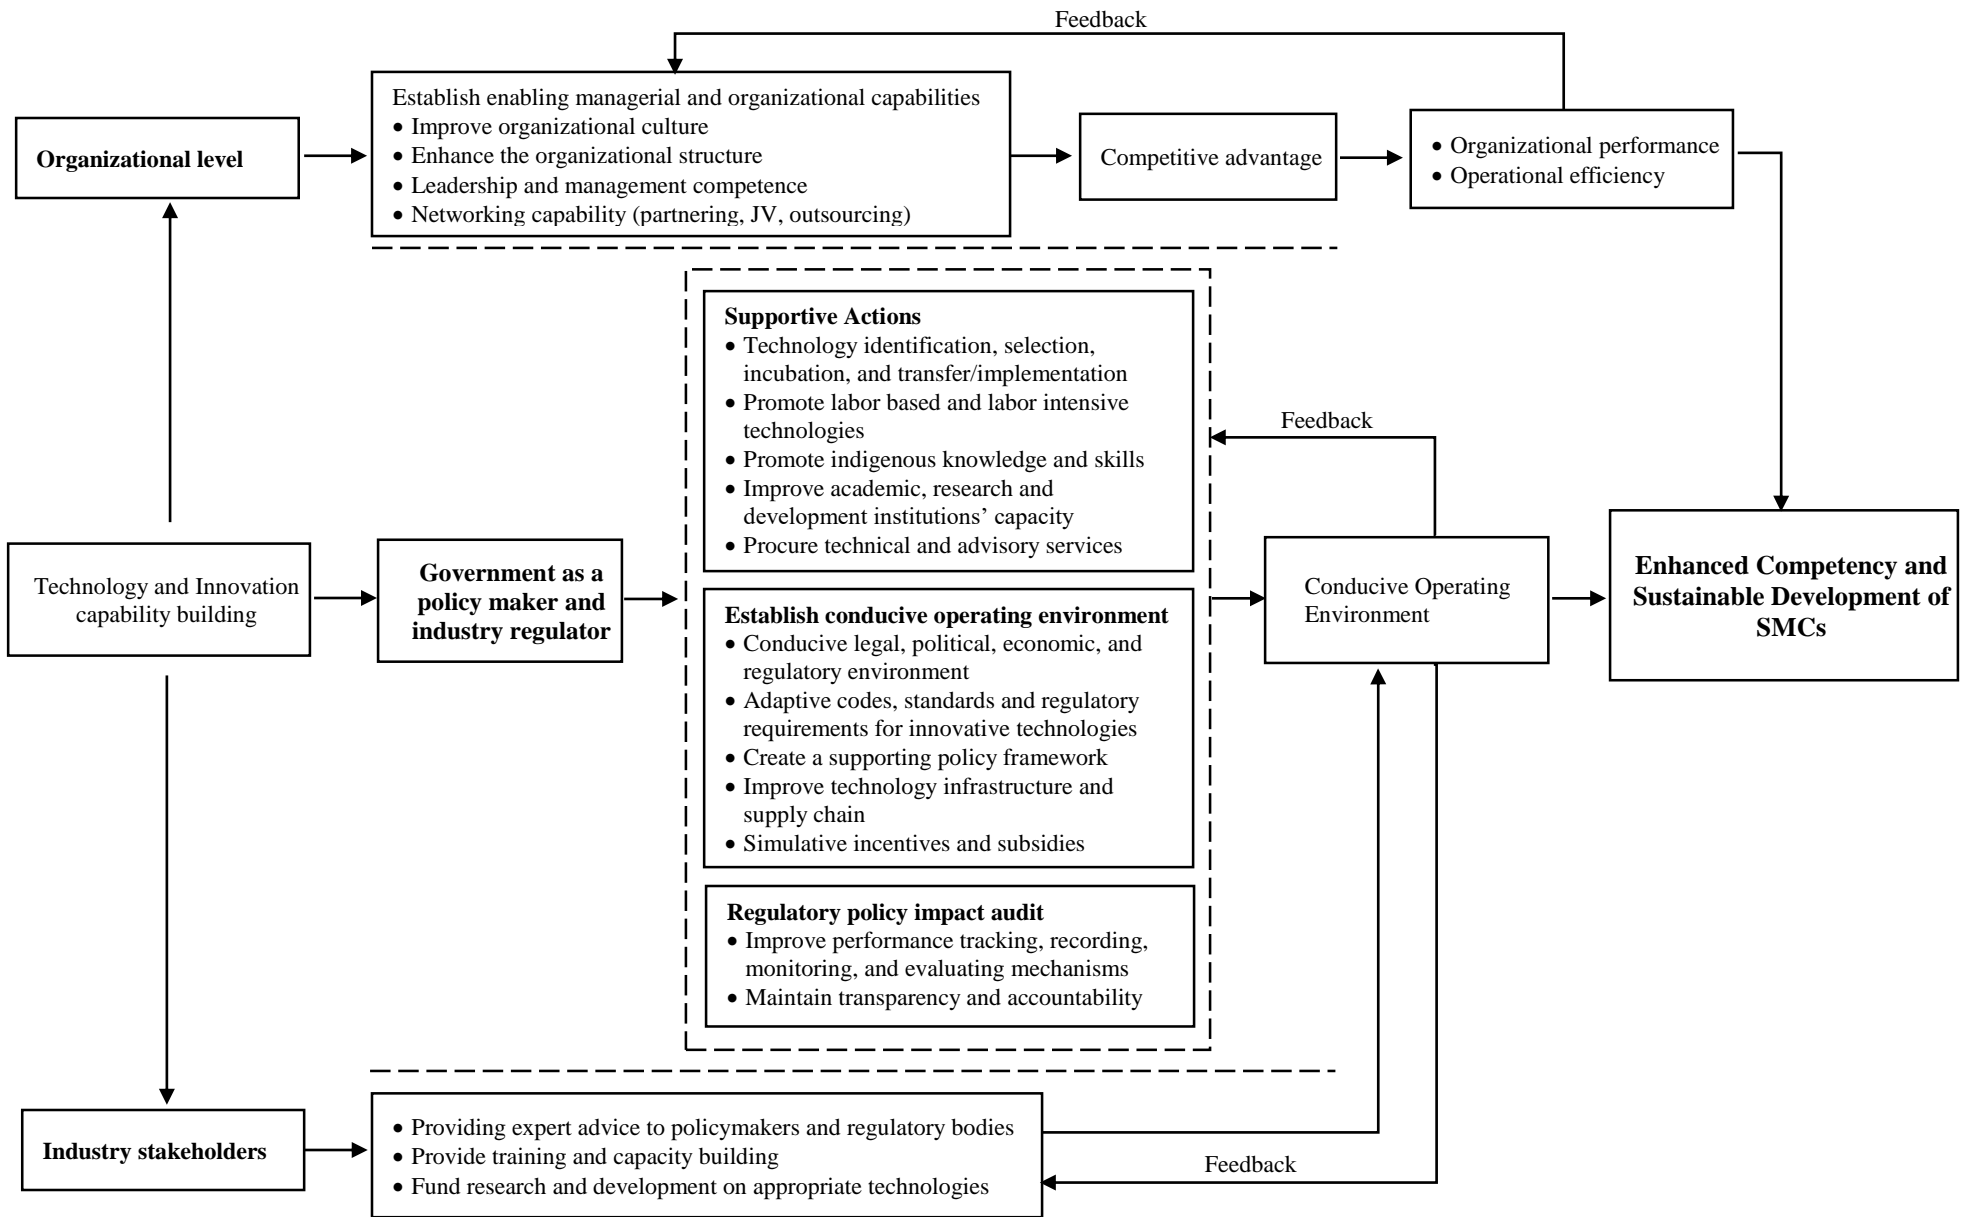 Feedback
Establish enabling managerial and organizational capabilities
• Improve organizational culture
• Enhance the organizational structure
• Leadership and management competence
• Networking capability (partnering, JV, outsourcing)
Organizational level
Competitive advantage
• Organizational performance
• Operational efficiency
Supportive Actions
• Technology identification, selection,
incubation, and transfer/implementation
• Promote labor based and labor intensive
technologies
• Promote indigenous knowledge and skills
• Improve academic, research and
development institutions’ capacity
• Procure technical and advisory services
Feedback
Technology and Innovation
capability building
Government as a
policy maker and
industry regulator
Establish conducive operating environment
• Conducive legal, political, economic, and
regulatory environment
• Adaptive codes, standards and regulatory
requirements for innovative technologies
• Create a supporting policy framework
• Improve technology infrastructure and
supply chain
• Simulative incentives and subsidies
Conducive Operating
Environment
Enhanced Competency and
Sustainable Development of
SMCs
Regulatory policy impact audit
• Improve performance tracking, recording,
monitoring, and evaluating mechanisms
• Maintain transparency and accountability
Industry stakeholders
• Providing expert advice to policymakers and regulatory bodies
• Provide training and capacity building
• Fund research and development on appropriate technologies
Feedback